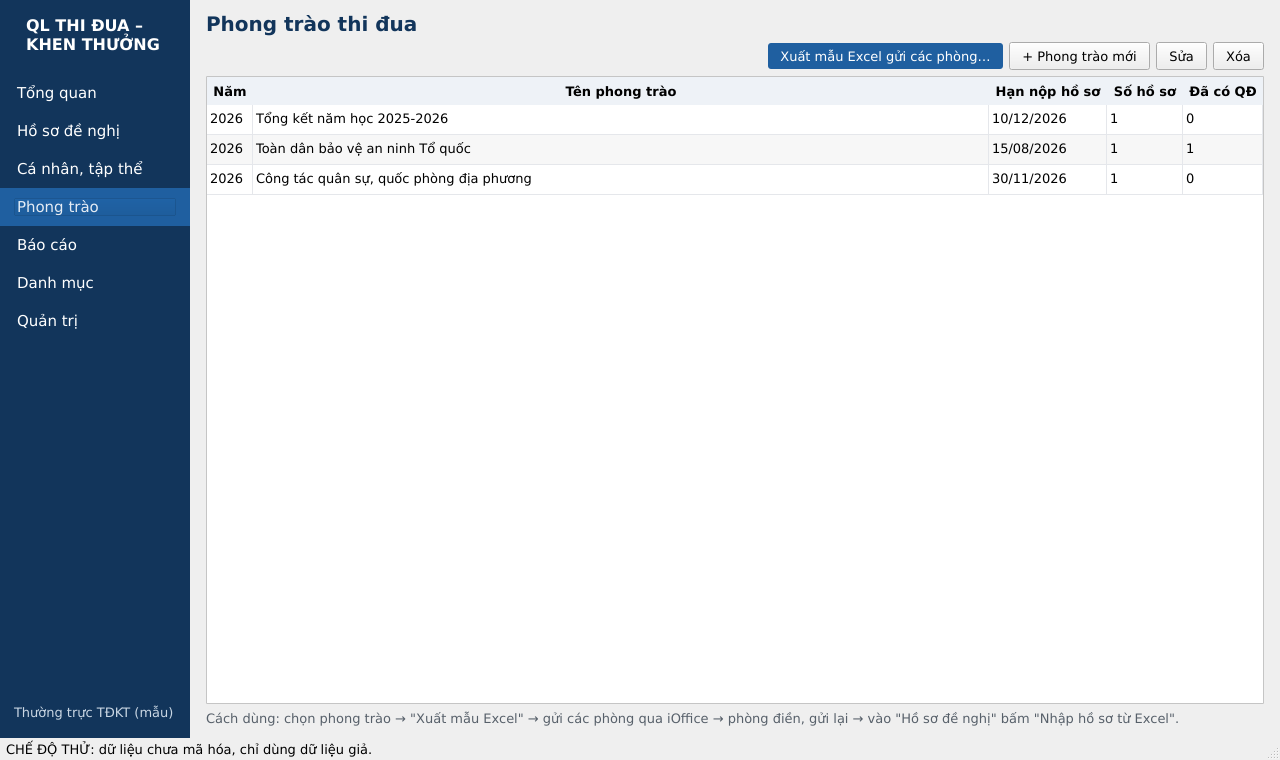 QL THI ĐUA –
KHEN THƯỞNG
Tổng quan
Hồ sơ đề nghị
Cá nhân, tập thể
Phong trào
Báo cáo
Danh mục
Quản trị
Thường trực TĐKT (mẫu)
Phong trào thi đua
Xuất mẫu Excel gửi các phòng... + Phong trào mới Sửa Xóa
Năm Tên phong trào Hạn nộp hồ sơ Số hồ sơ Đã có QĐ
2026 Tổng kết năm học 2025-2026 10/12/2026 1 0
2026 Toàn dân bảo vệ an ninh Tổ quốc 15/08/2026 1 1
2026 Công tác quân sự, quốc phòng địa phương 30/11/2026 1 0
Cách dùng: chọn phong trào → "Xuất mẫu Excel" → gửi các phòng qua iOffice → phòng điền, gửi lại → vào "Hồ sơ đề nghị" bấm "Nhập hồ sơ từ Excel".
CHẾ ĐỘ THỬ: dữ liệu chưa mã hóa, chỉ dùng dữ liệu giả.